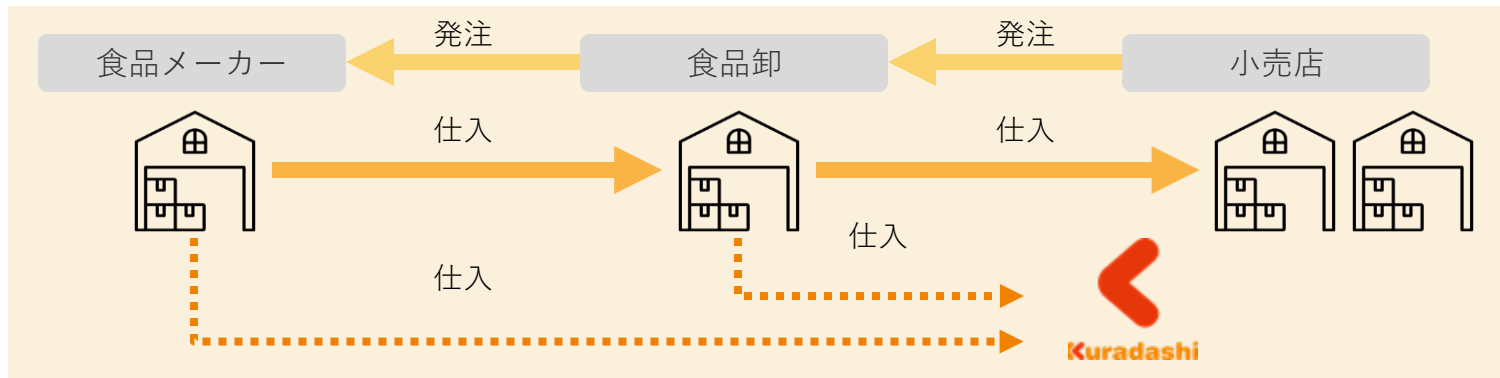 発注
発注
食品メーカー
食品卸
小売店
仕入
仕入
仕入
仕入
Kuradashi